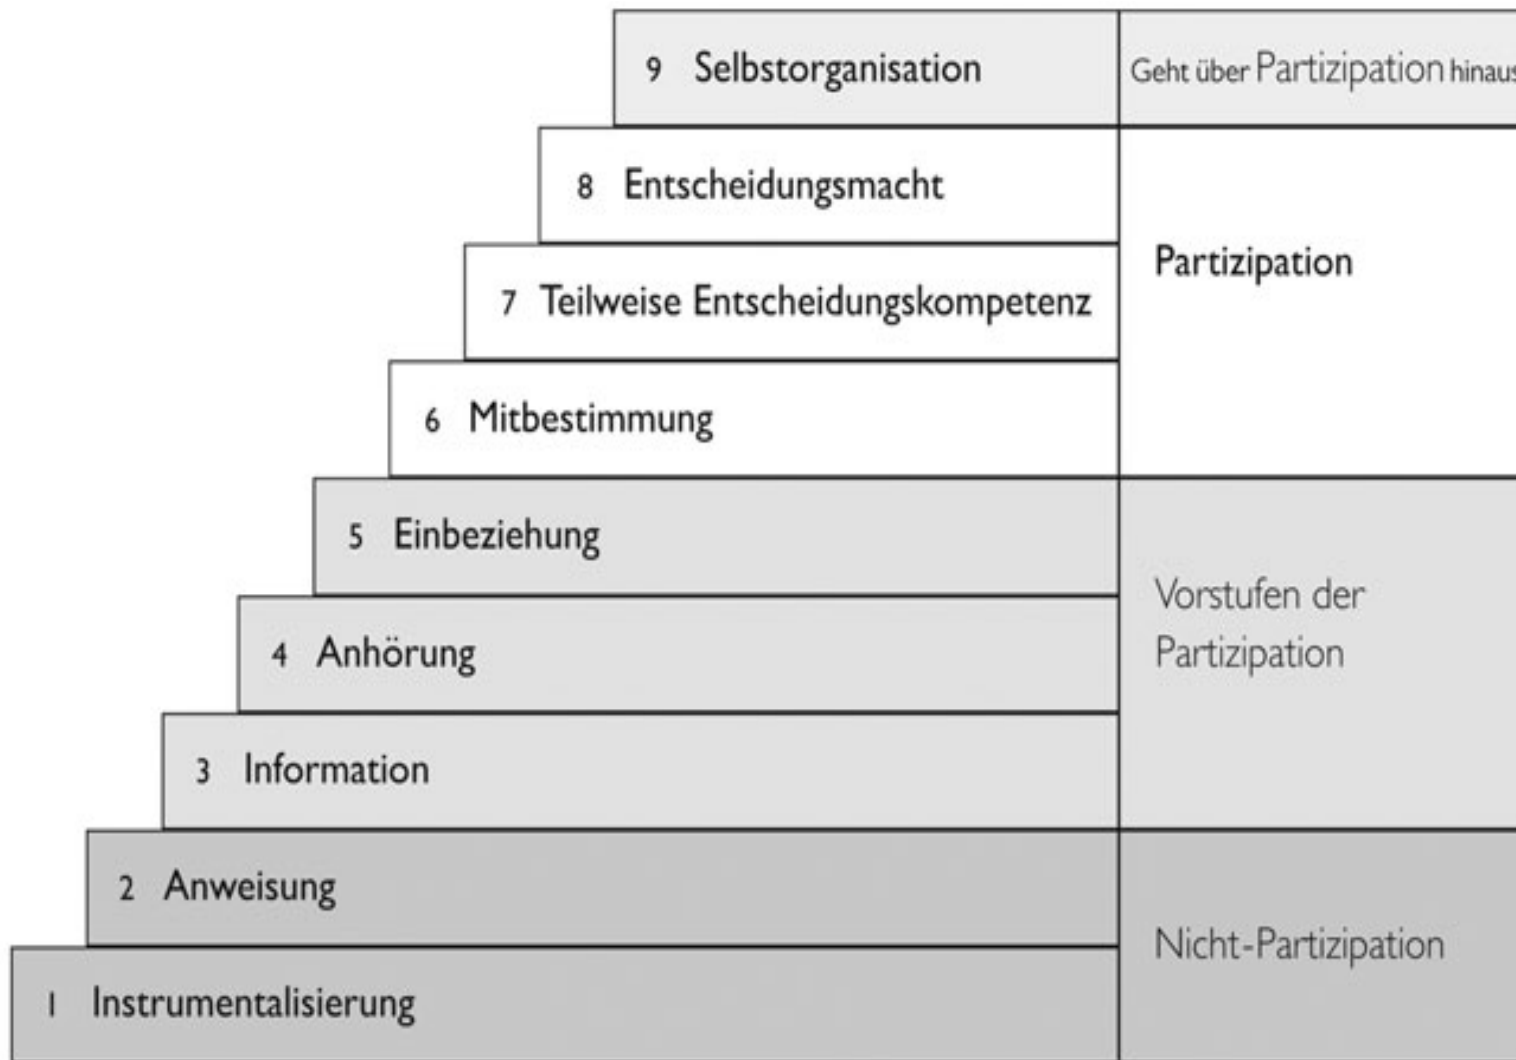 9 Selbstorganisation
Geht über Partizipation hinaus
8 Entscheidungsmacht
7 Teilweise Entscheidungskompetenz
6 Mitbestimmung
Partizipation
5 Einbeziehung
4 Anhörung
3 Information
Vorstufen der
Partizipation
2 Anweisung
1 Instrumentalisierung
Nicht-Partizipation